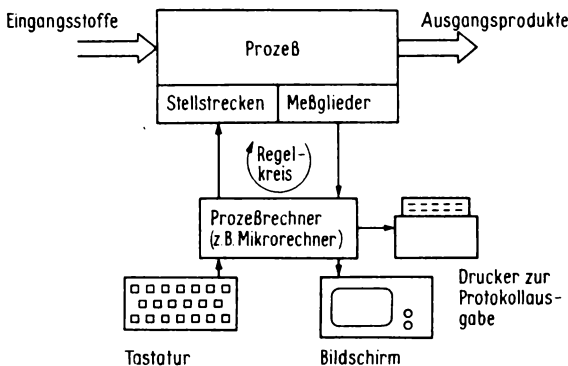 Eingangsstoffe
Ausgangsprodukte
Prozeß
Stellstrecken
Meßglieder
Regel-
kreis
Prozeßrechner
(z.B. Mikrorechner)
Drucker zur
Protokollaus-
gabe
Tastatur
Bildschirm